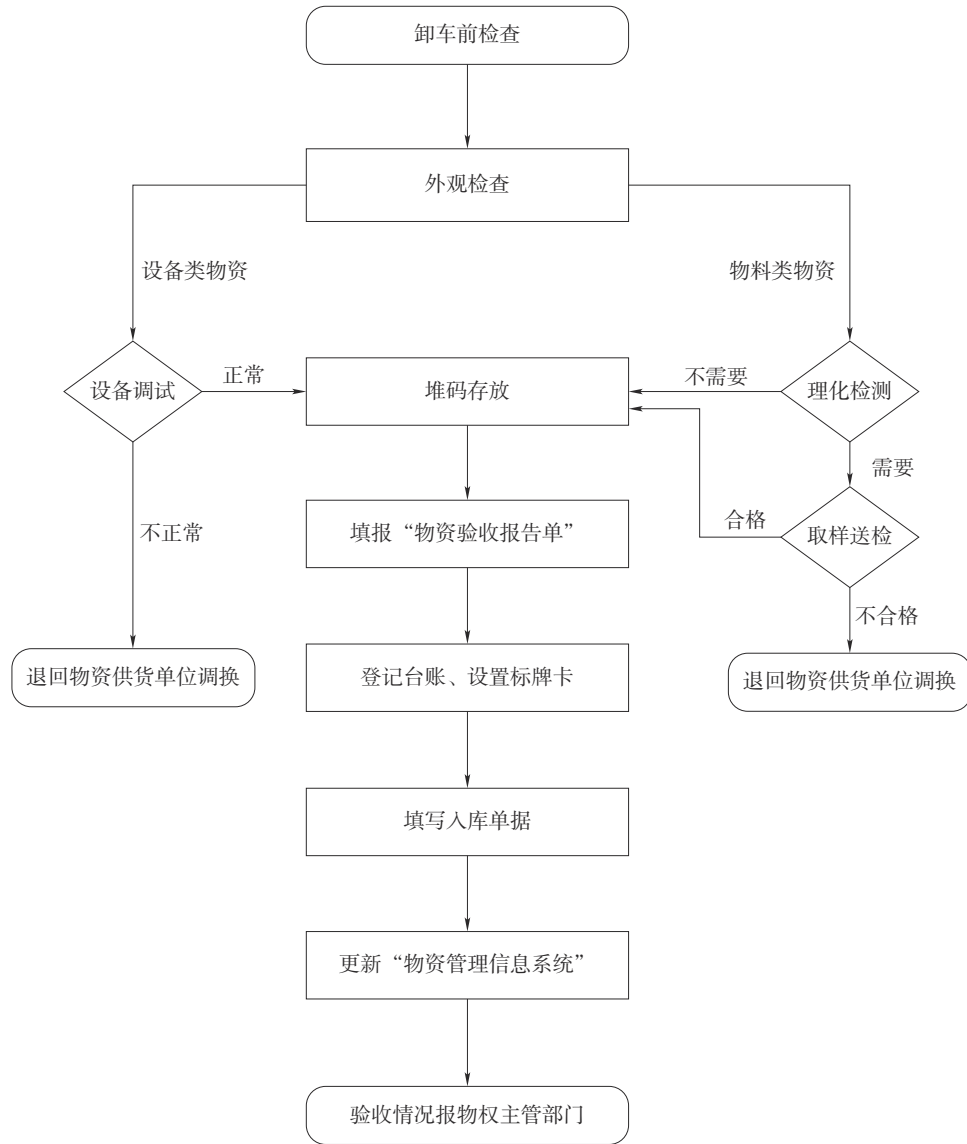 卸车前检查
外观检查
设备类物资
物料类物资
设备调试
正常
堆码存放
不需要
理化检测
需要
不正常
填报“物资验收报告单”
合格
取样送检
不合格
退回物资供货单位调换
登记台账、设置标牌卡
退回物资供货单位调换
填写入库单据
更新“物资管理信息系统”
验收情况报物权主管部门